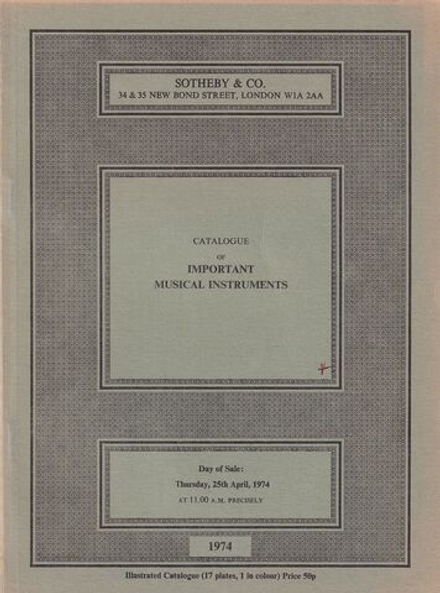 SOTHEBY & CO.
34 & 35 NEW BOND STREET, LONDON W1A 2AA
CATALOGUE
OF
IMPORTANT
MUSICAL INSTRUMENTS
Day of Sale:
Thursday, 25th April, 1974
AT 11.00 A.M. PRECISELY
1974
Illustrated Catalogue (17 plates, 1 in colour) Price 50p